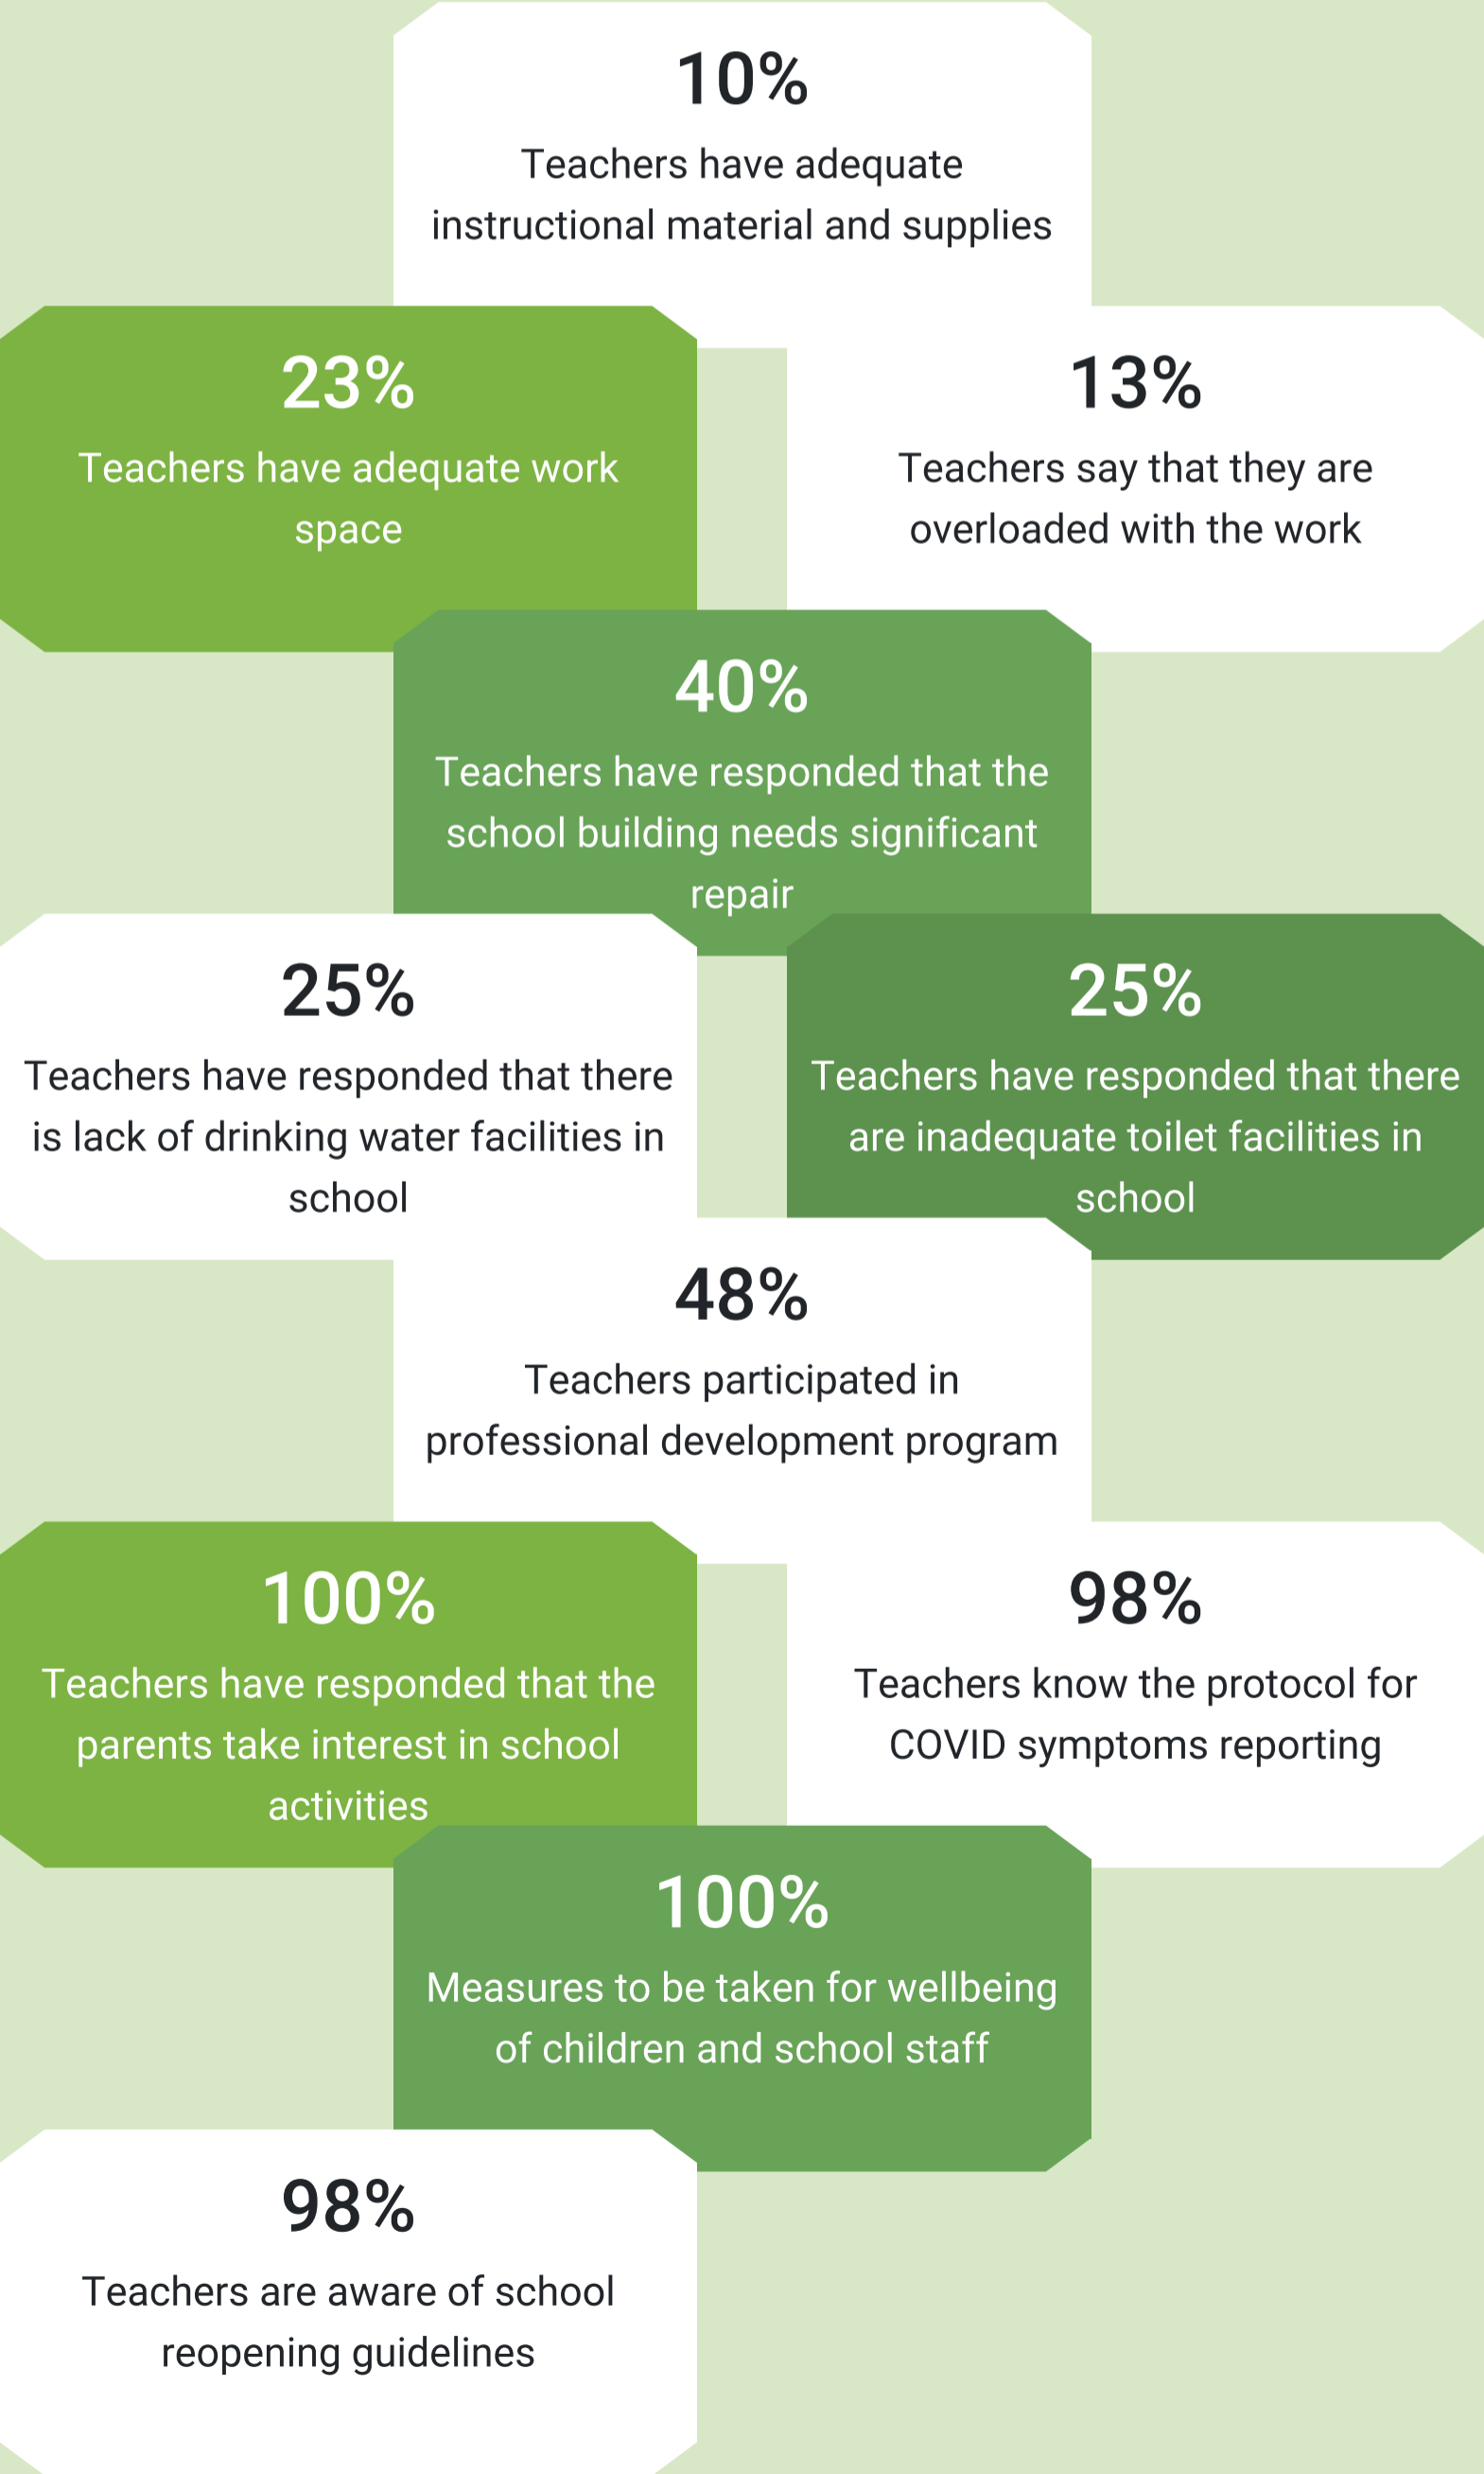 10%
Teachers have adequate
instructional material and supplies
23%
Teachers have adequate work
space
13%
Teachers say that they are
overloaded with the work
40%
Teachers have responded that the
school building needs significant
repair
25%
Teachers have responded that there
is lack of drinking water facilities in
school
25%
Teachers have responded that there
are inadequate toilet facilities in
school
48%
Teachers participated in
professional development program
100%
Teachers have responded that the
parents take interest in school
activities
98%
Teachers know the protocol for
COVID symptoms reporting
100%
Measures to be taken for wellbeing
of children and school staff
98%
Teachers are aware of school
reopening guidelines